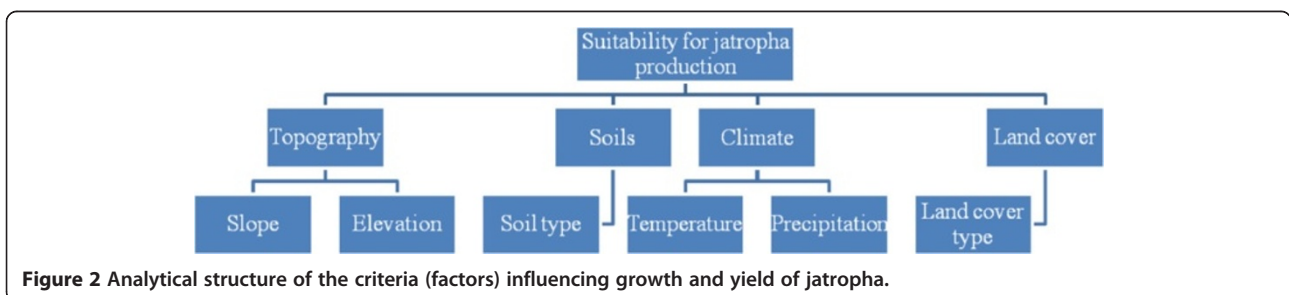 Suitability for jatropha
production
Topography
Soils
Climate
Land cover
Slope
Elevation
Soil type
Temperature
Precipitation
Land cover
type
Figure 2 Analytical structure of the criteria (factors) influencing growth and yield of jatropha.